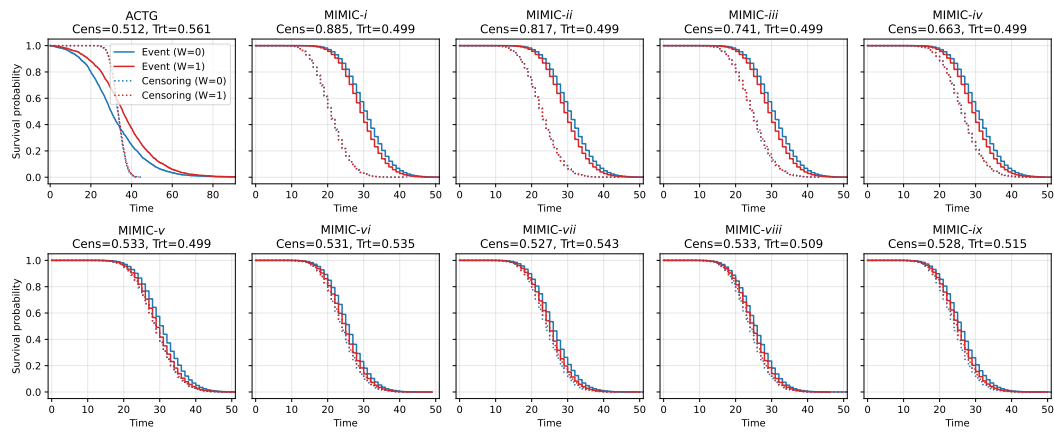 ACTG
Cens=0.512, Trt=0.561
Survival probability
1.0
0.8
0.6
0.4
0.2
0.0
0 20 40 60 80
Time
Event (W=0)
Event (W=1)
Censoring (W=0)
Censoring (W=1)
MIMIC-i
Cens=0.885, Trt=0.499
0 10 20 30 40 50
Time
MIMIC-ii
Cens=0.817, Trt=0.499
0 10 20 30 40 50
Time
MIMIC-iii
Cens=0.741, Trt=0.499
0 10 20 30 40 50
Time
MIMIC-iv
Cens=0.663, Trt=0.499
0 10 20 30 40 50
Time
MIMIC-v
Cens=0.533, Trt=0.499
Survival probability
1.0
0.8
0.6
0.4
0.2
0.0
0 10 20 30 40 50
Time
MIMIC-vi
Cens=0.531, Trt=0.535
0 10 20 30 40 50
Time
MIMIC-vii
Cens=0.527, Trt=0.543
0 10 20 30 40 50
Time
MIMIC-viii
Cens=0.533, Trt=0.509
0 10 20 30 40 50
Time
MIMIC-ix
Cens=0.528, Trt=0.515
0 10 20 30 40 50
Time